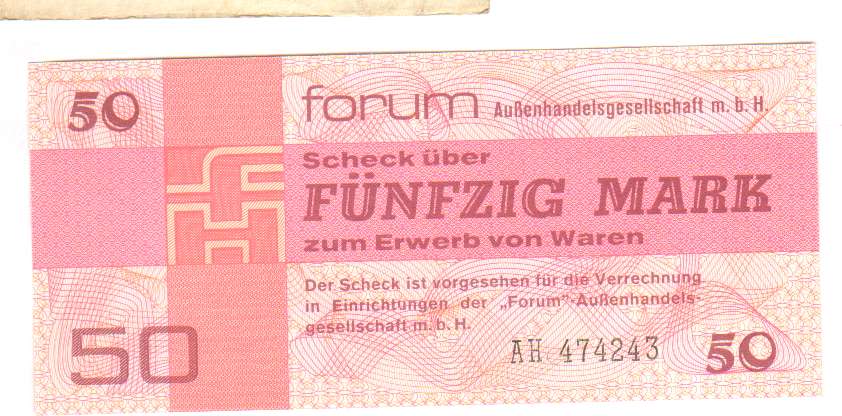 50
forum Außenhandelsgesellschaft m. b. H.
Scheck über
FÜNFZIG MARK
zum Erwerb von Waren
Der Scheck ist vorgesehen für die Verrechnung
in Einrichtungen der „Forum"-Außenhandels-
gesellschaft m. b. H.
50
AH 474243
50